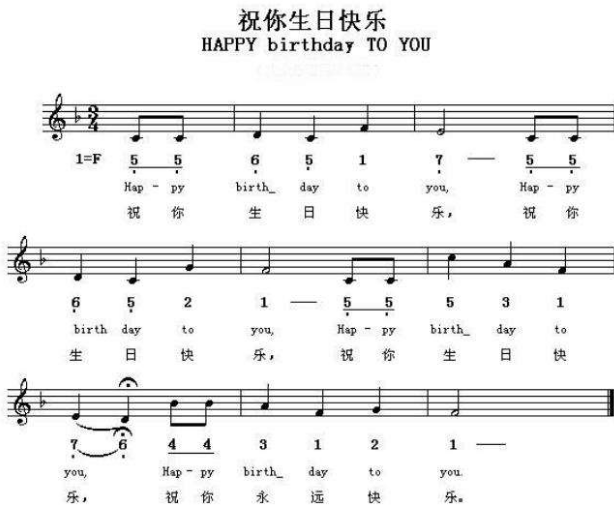 祝你生日快乐
HAPPY birthday TO YOU
3
4
1=F 5 5 6 5 1 7 — 5 5
Hap - py birth_ day to you, Hap - py
祝 你 生 日 快 乐， 祝 你
6 5 2 1 — 5 5 5 3 1
birth day to you, Hap - py birth_ day to
生 日 快 乐， 祝 你 生 日 快
7 6 4 4 3 1 2 1 —
you, Hap - py birth_ day to you.
乐， 祝 你 永 远 快 乐。